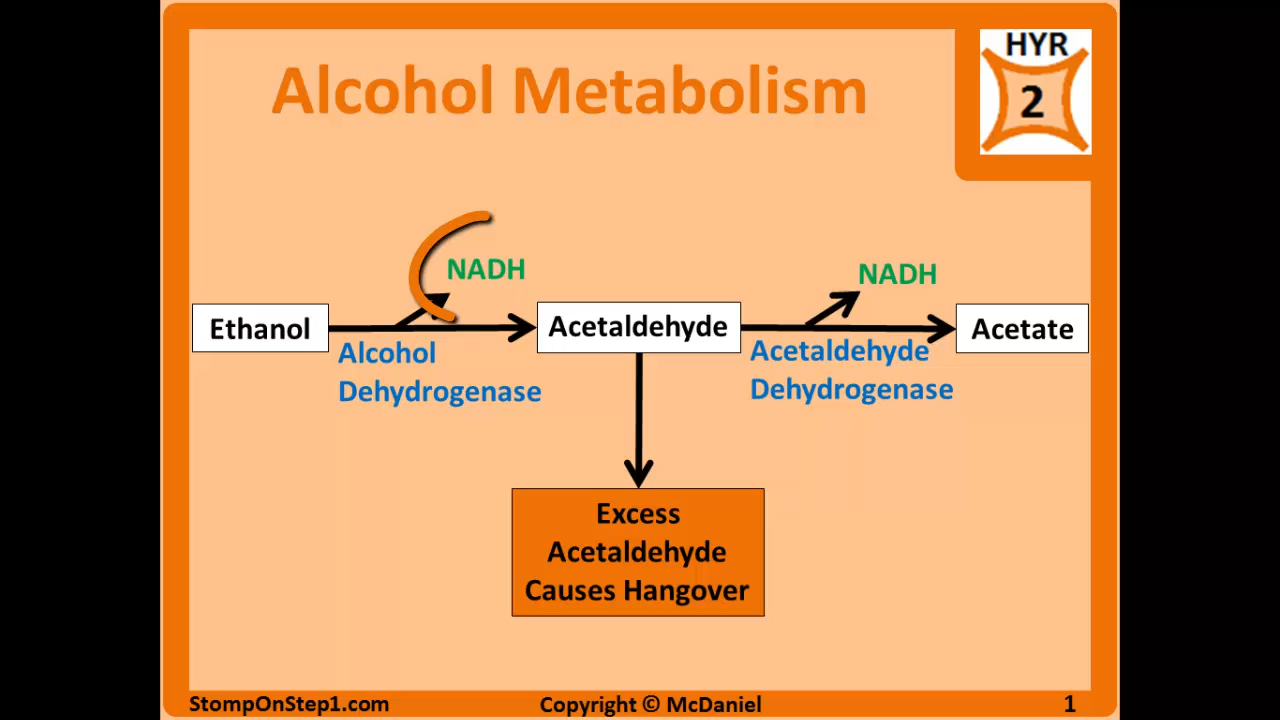 Alcohol Metabolism
HYR
2
NADH
NADH
Ethanol
Acetaldehyde
Acetate
Alcohol
Dehydrogenase
Acetaldehyde
Dehydrogenase
Excess
Acetaldehyde
Causes Hangover
StompOnStep1.com
Copyright © McDaniel
1